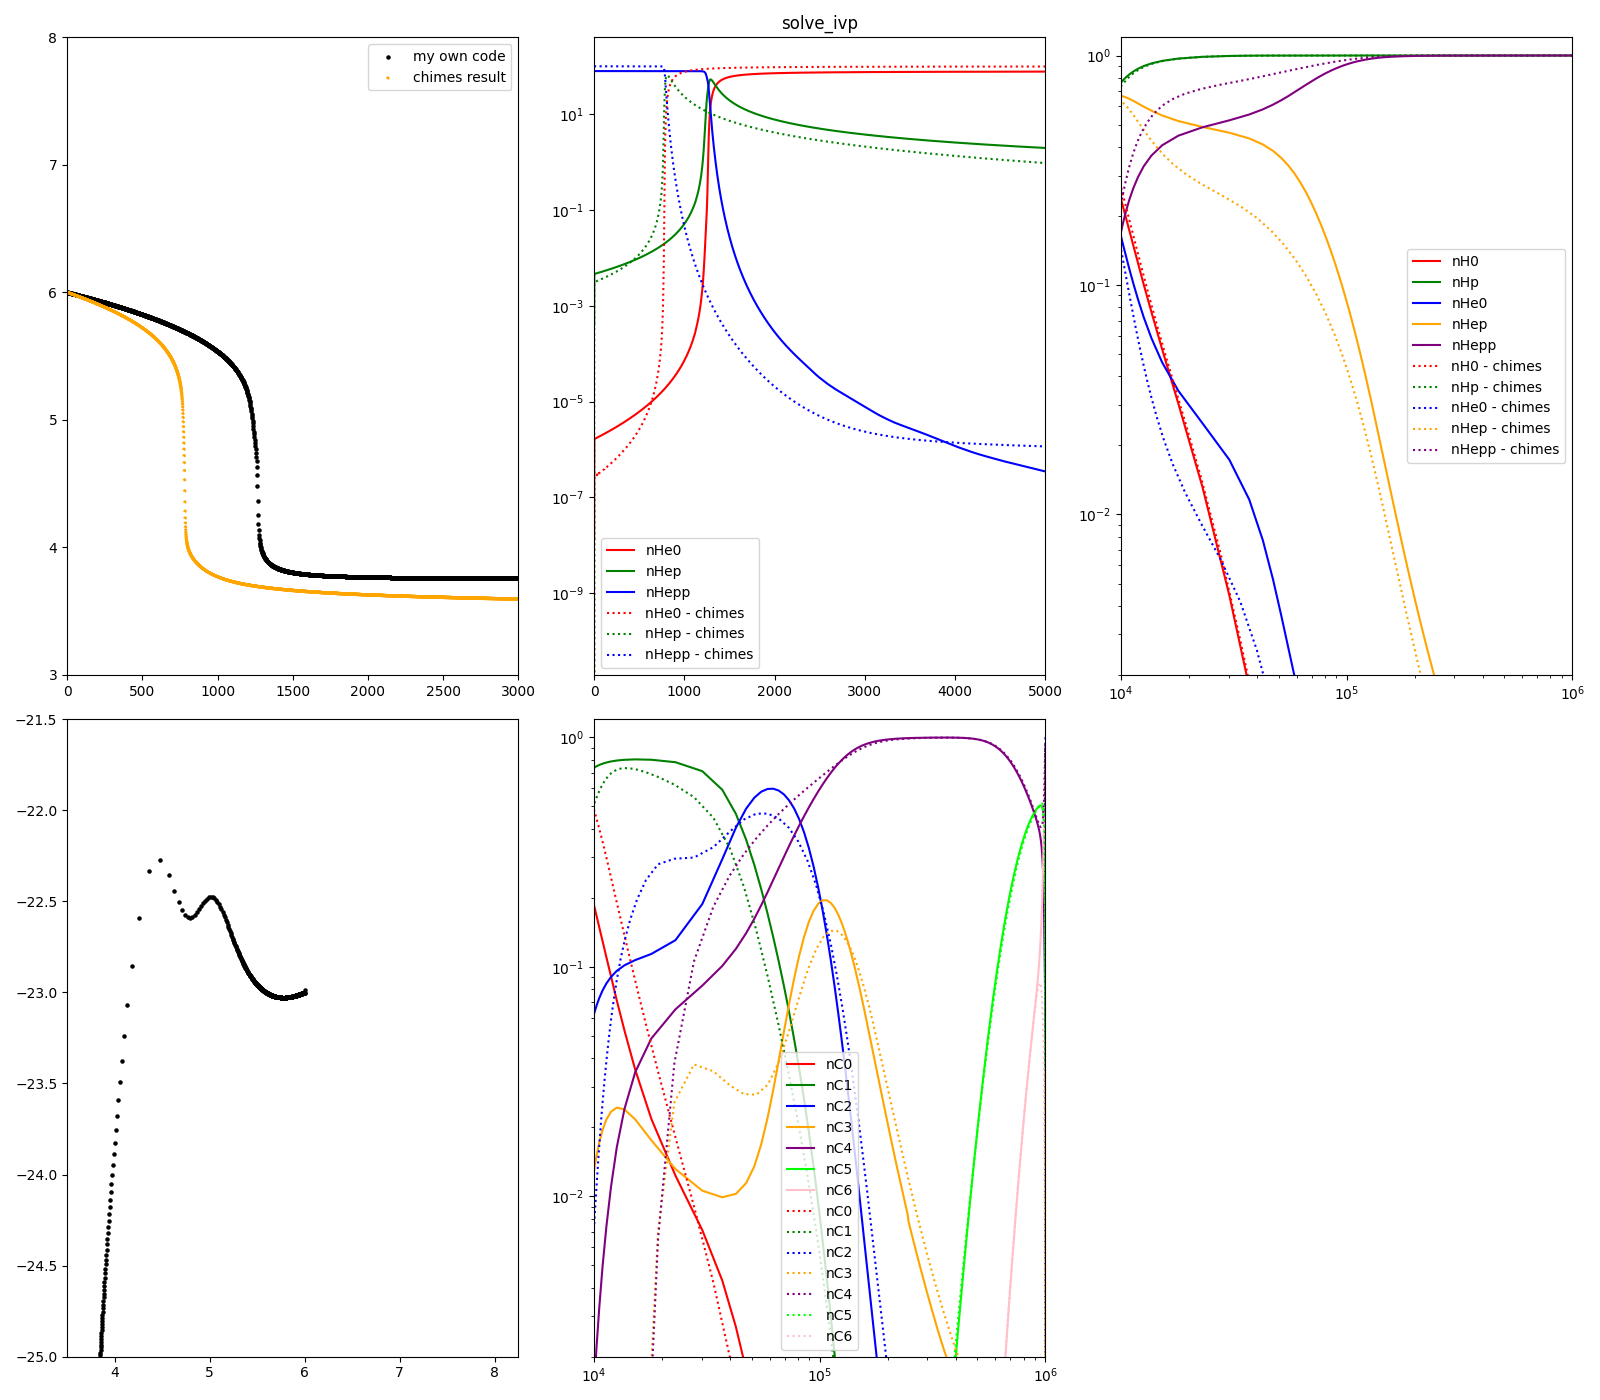 solve_ivp
8
7
6
5
4
3
0
500
1000
1500
2000
2500
3000
my own code
chimes result
10^1
10^-1
10^-3
10^-5
10^-7
10^-9
0
1000
2000
3000
4000
5000
nHe0
nHep
nHepp
nHe0 - chimes
nHep - chimes
nHepp - chimes
10^0
10^-1
10^-2
10^4
10^5
10^6
nH0
nHp
nHe0
nHep
nHepp
nH0 - chimes
nHp - chimes
nHe0 - chimes
nHep - chimes
nHepp - chimes
−21.5
−22.0
−22.5
−23.0
−23.5
−24.0
−24.5
−25.0
4
5
6
7
8
10^0
10^-1
10^-2
10^4
10^5
10^6
nC0
nC1
nC2
nC3
nC4
nC5
nC6
nC0
nC1
nC2
nC3
nC4
nC5
nC6